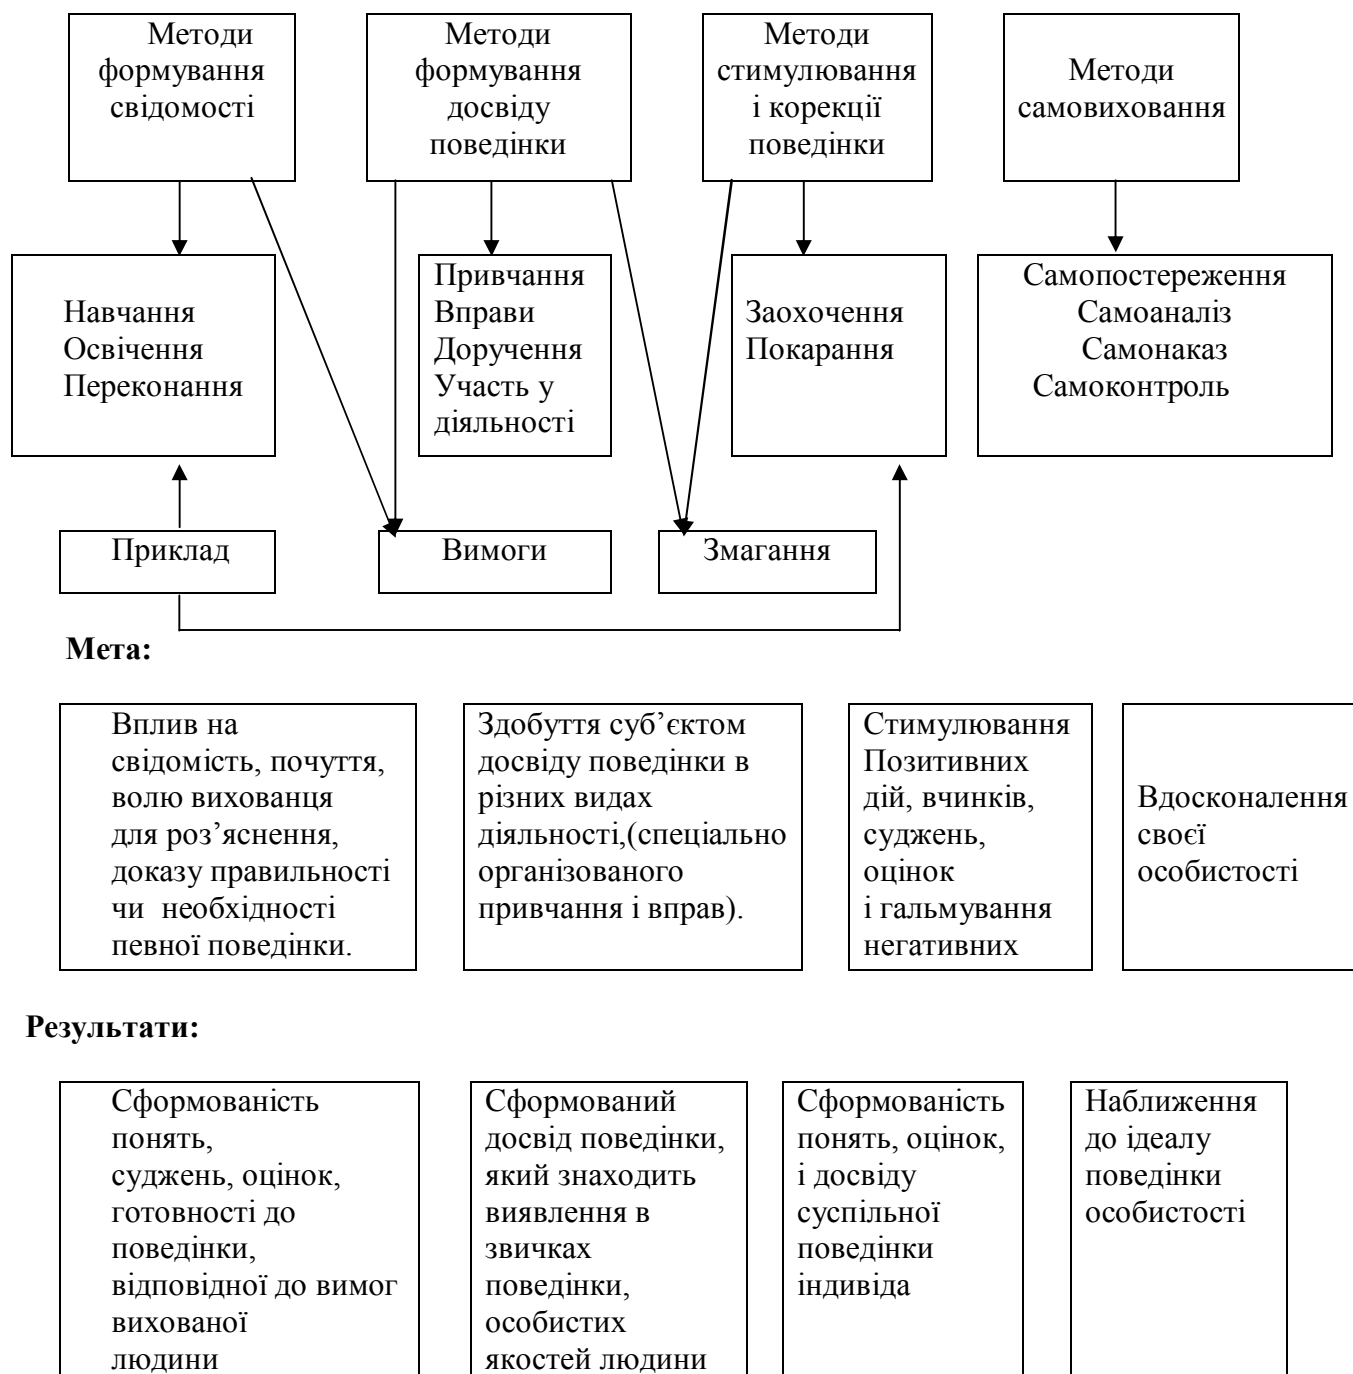 Методи
формування
свідомості
Методи
формування
досвіду
поведінки
Методи
стимулювання
і корекції
поведінки
Методи
самовиховання
Навчання
Освічення
Переконання
Привчання
Вправи
Доручення
Участь у
діяльності
Заохочення
Покарання
Самопостереження
Самоаналіз
Самонаказ
Самоконтроль
Приклад
Вимоги
Змагання
Мета:
Вплив на
свідомість, почуття,
волю вихованця
для роз’яснення,
доказу правильності
чи необхідності
певної поведінки.
Здобуття суб’єктом
досвіду поведінки в
різних видах
діяльності,(спеціально
організованого
привчання і вправ).
Стимулювання
Позитивних
дій, вчинків,
суджень,
оцінок
і гальмування
негативних
Вдосконалення
своєї
особистості
Результати:
Сформованість
понять,
суджень, оцінок,
готовності до
поведінки,
відповідної до вимог
вихованої
людини
Сформований
досвід поведінки,
який знаходить
виявлення в
звичках
поведінки,
особистих
якостей людини
Сформованість
понять, оцінок,
і досвіду
суспільної
поведінки
індивіда
Наближення
до ідеалу
поведінки
особистості